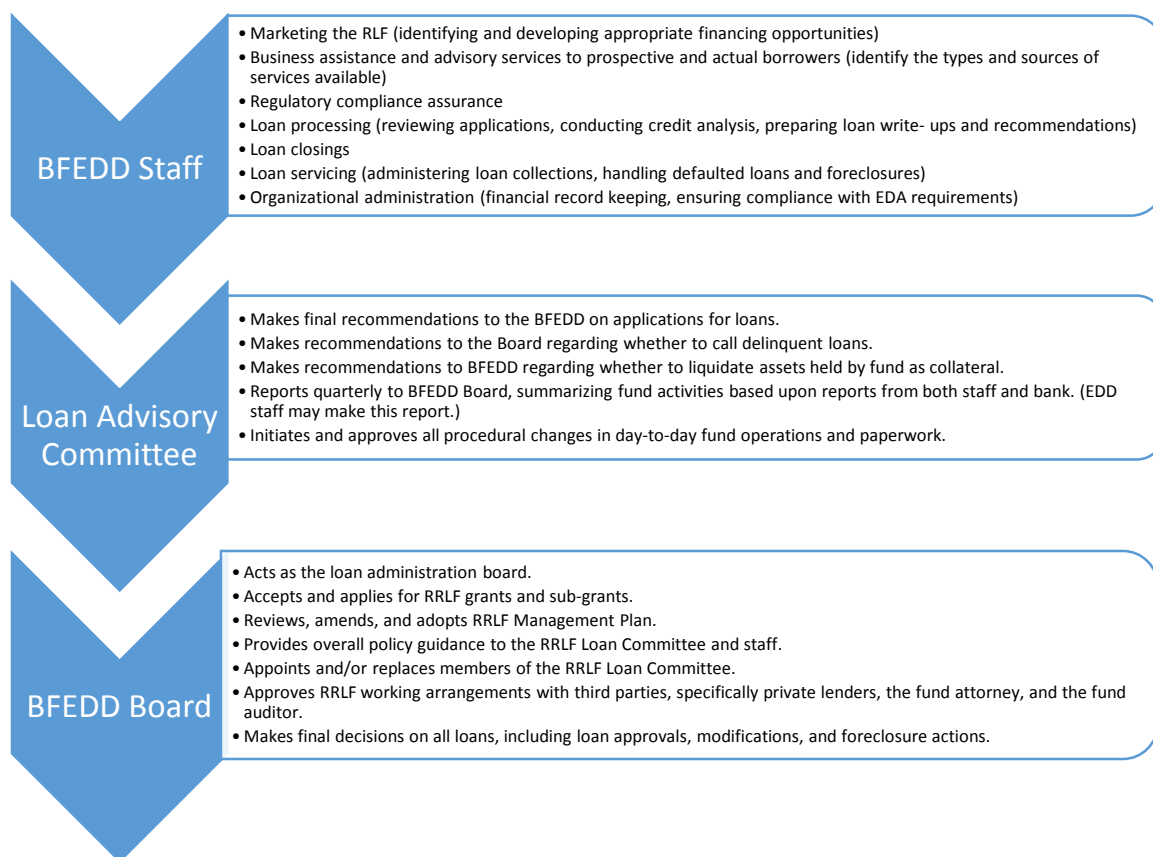 BFEDD Staff
• Marketing the RLF (identifying and developing appropriate financing opportunities)
• Business assistance and advisory services to prospective and actual borrowers (identify the types and sources of
services available)
• Regulatory compliance assurance
• Loan processing (reviewing applications, conducting credit analysis, preparing loan write- ups and recommendations)
• Loan closings
• Loan servicing (administering loan collections, handling defaulted loans and foreclosures)
• Organizational administration (financial record keeping, ensuring compliance with EDA requirements)
Loan Advisory
Committee
• Makes final recommendations to the BFEDD on applications for loans.
• Makes recommendations to the Board regarding whether to call delinquent loans.
• Makes recommendations to BFEDD regarding whether to liquidate assets held by fund as collateral.
• Reports quarterly to BFEDD Board, summarizing fund activities based upon reports from both staff and bank. (EDD
staff may make this report.)
• Initiates and approves all procedural changes in day-to-day fund operations and paperwork.
BFEDD Board
• Acts as the loan administration board.
• Accepts and applies for RRLF grants and sub-grants.
• Reviews, amends, and adopts RRLF Management Plan.
• Provides overall policy guidance to the RRLF Loan Committee and staff.
• Appoints and/or replaces members of the RRLF Loan Committee.
• Approves RRLF working arrangements with third parties, specifically private lenders, the fund attorney, and the fund
auditor.
• Makes final decisions on all loans, including loan approvals, modifications, and foreclosure actions.